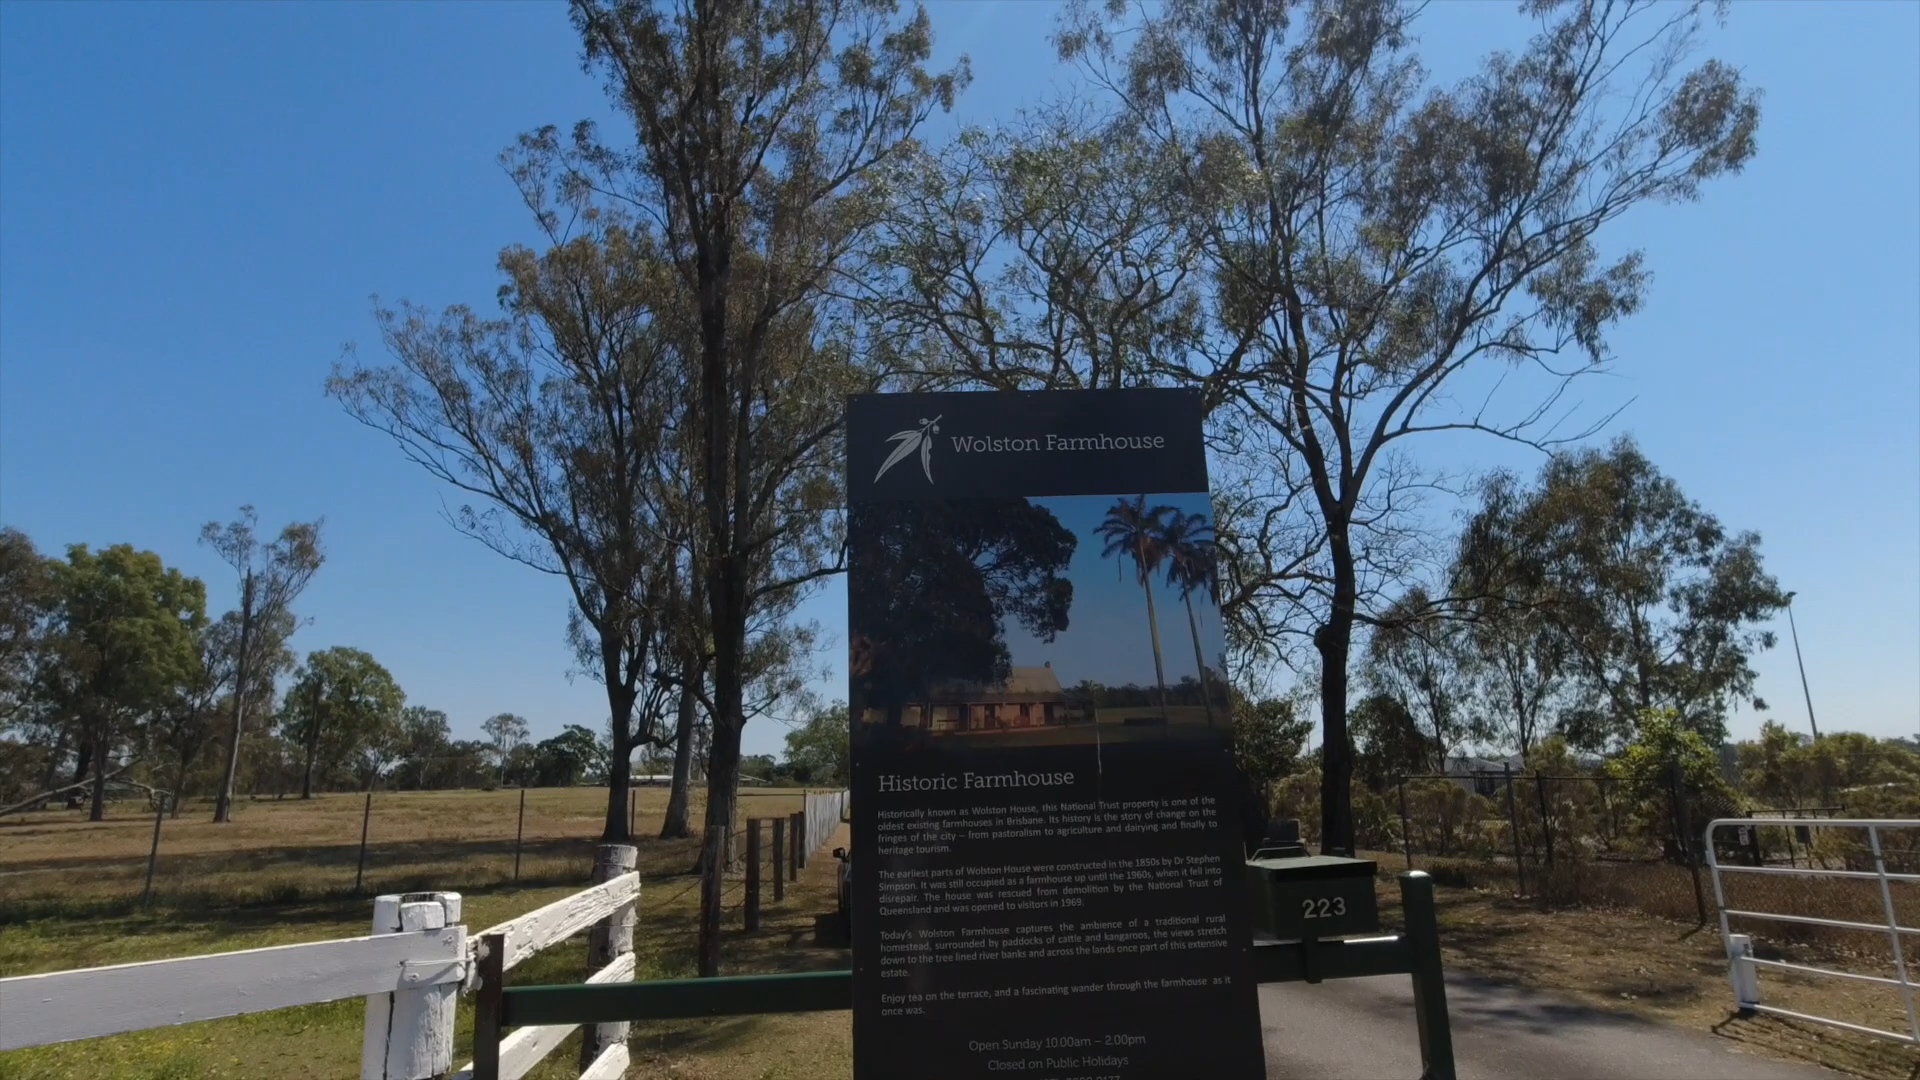 Wolston Farmhouse
Historic Farmhouse
Historically known as Wolston House, this National Trust property is one of the
oldest existing farmhouses in Brisbane. Its history is the story of change on the
fringes of the city – from pastoralism to agriculture and dairying and finally to
heritage tourism.
The earliest parts of Wolston House were constructed in the 1850s by Dr Stephen
Simpson. It was still occupied as a farmhouse up until the 1960s, when it fell into
disrepair. The house was rescued from demolition by the National Trust of
Queensland and was opened to visitors in 1969.
Today's Wolston Farmhouse captures the ambience of a traditional rural
homestead, surrounded by paddocks of cattle and kangaroos, the views stretch
down to the tree lined river banks and across the lands once part of this extensive
estate.
Enjoy tea on the terrace, and a fascinating wander through the farmhouse as it
once was.
Open Sunday 10.00am – 2.00pm
Closed on Public Holidays
223